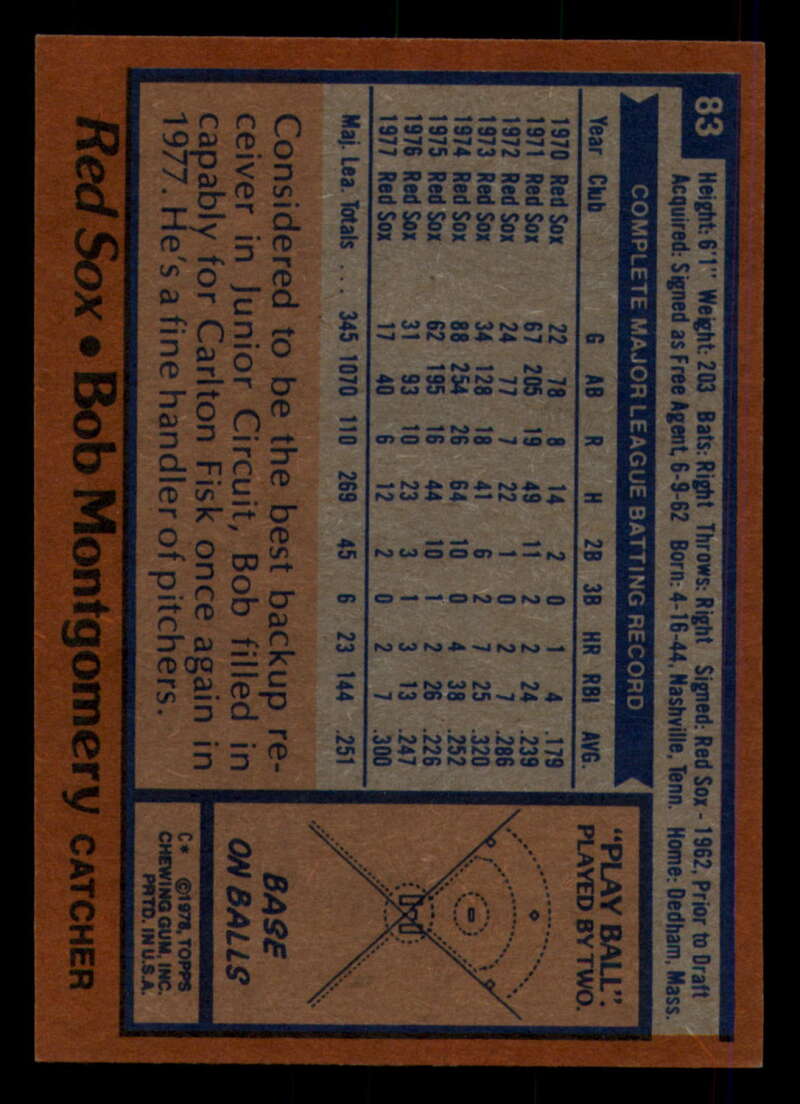 83
Height: 6'1" Weight: 203 Bats: Right Throws: Right Signed: Red Sox - 1962, Prior to Draft
Acquired: Signed as Free Agent, 6-9-62 Born: 4-16-44, Nashville, Tenn. Home: Dedham, Mass.
COMPLETE MAJOR LEAGUE BATTING RECORD
Year Club G AB R H 2B 3B HR RBI AVG.
1970 Red Sox 22 78 8 14 2 0 1 4 .179
1971 Red Sox 67 205 19 49 11 2 2 24 .239
1972 Red Sox 24 77 7 22 1 0 2 7 .286
1973 Red Sox 34 128 18 41 6 2 7 25 .320
1974 Red Sox 88 254 26 64 10 0 4 38 .252
1975 Red Sox 62 195 16 44 10 1 2 26 .226
1976 Red Sox 31 93 10 23 3 1 3 13 .247
1977 Red Sox 17 40 6 12 2 0 2 7 .300
Maj. Lea. Totals ... 345 1070 110 269 45 6 23 144 .251
Considered to be the best backup re-
ceiver in Junior Circuit, Bob filled in
capably for Carlton Fisk once again in
1977. He's a fine handler of pitchers.
"PLAY BALL":
PLAYED BY TWO.
BASE
ON BALLS
C* ©1978, TOPPS
CHEWING GUM, INC.
PRTD. IN U.S.A.
Red Sox • Bob Montgomery CATCHER